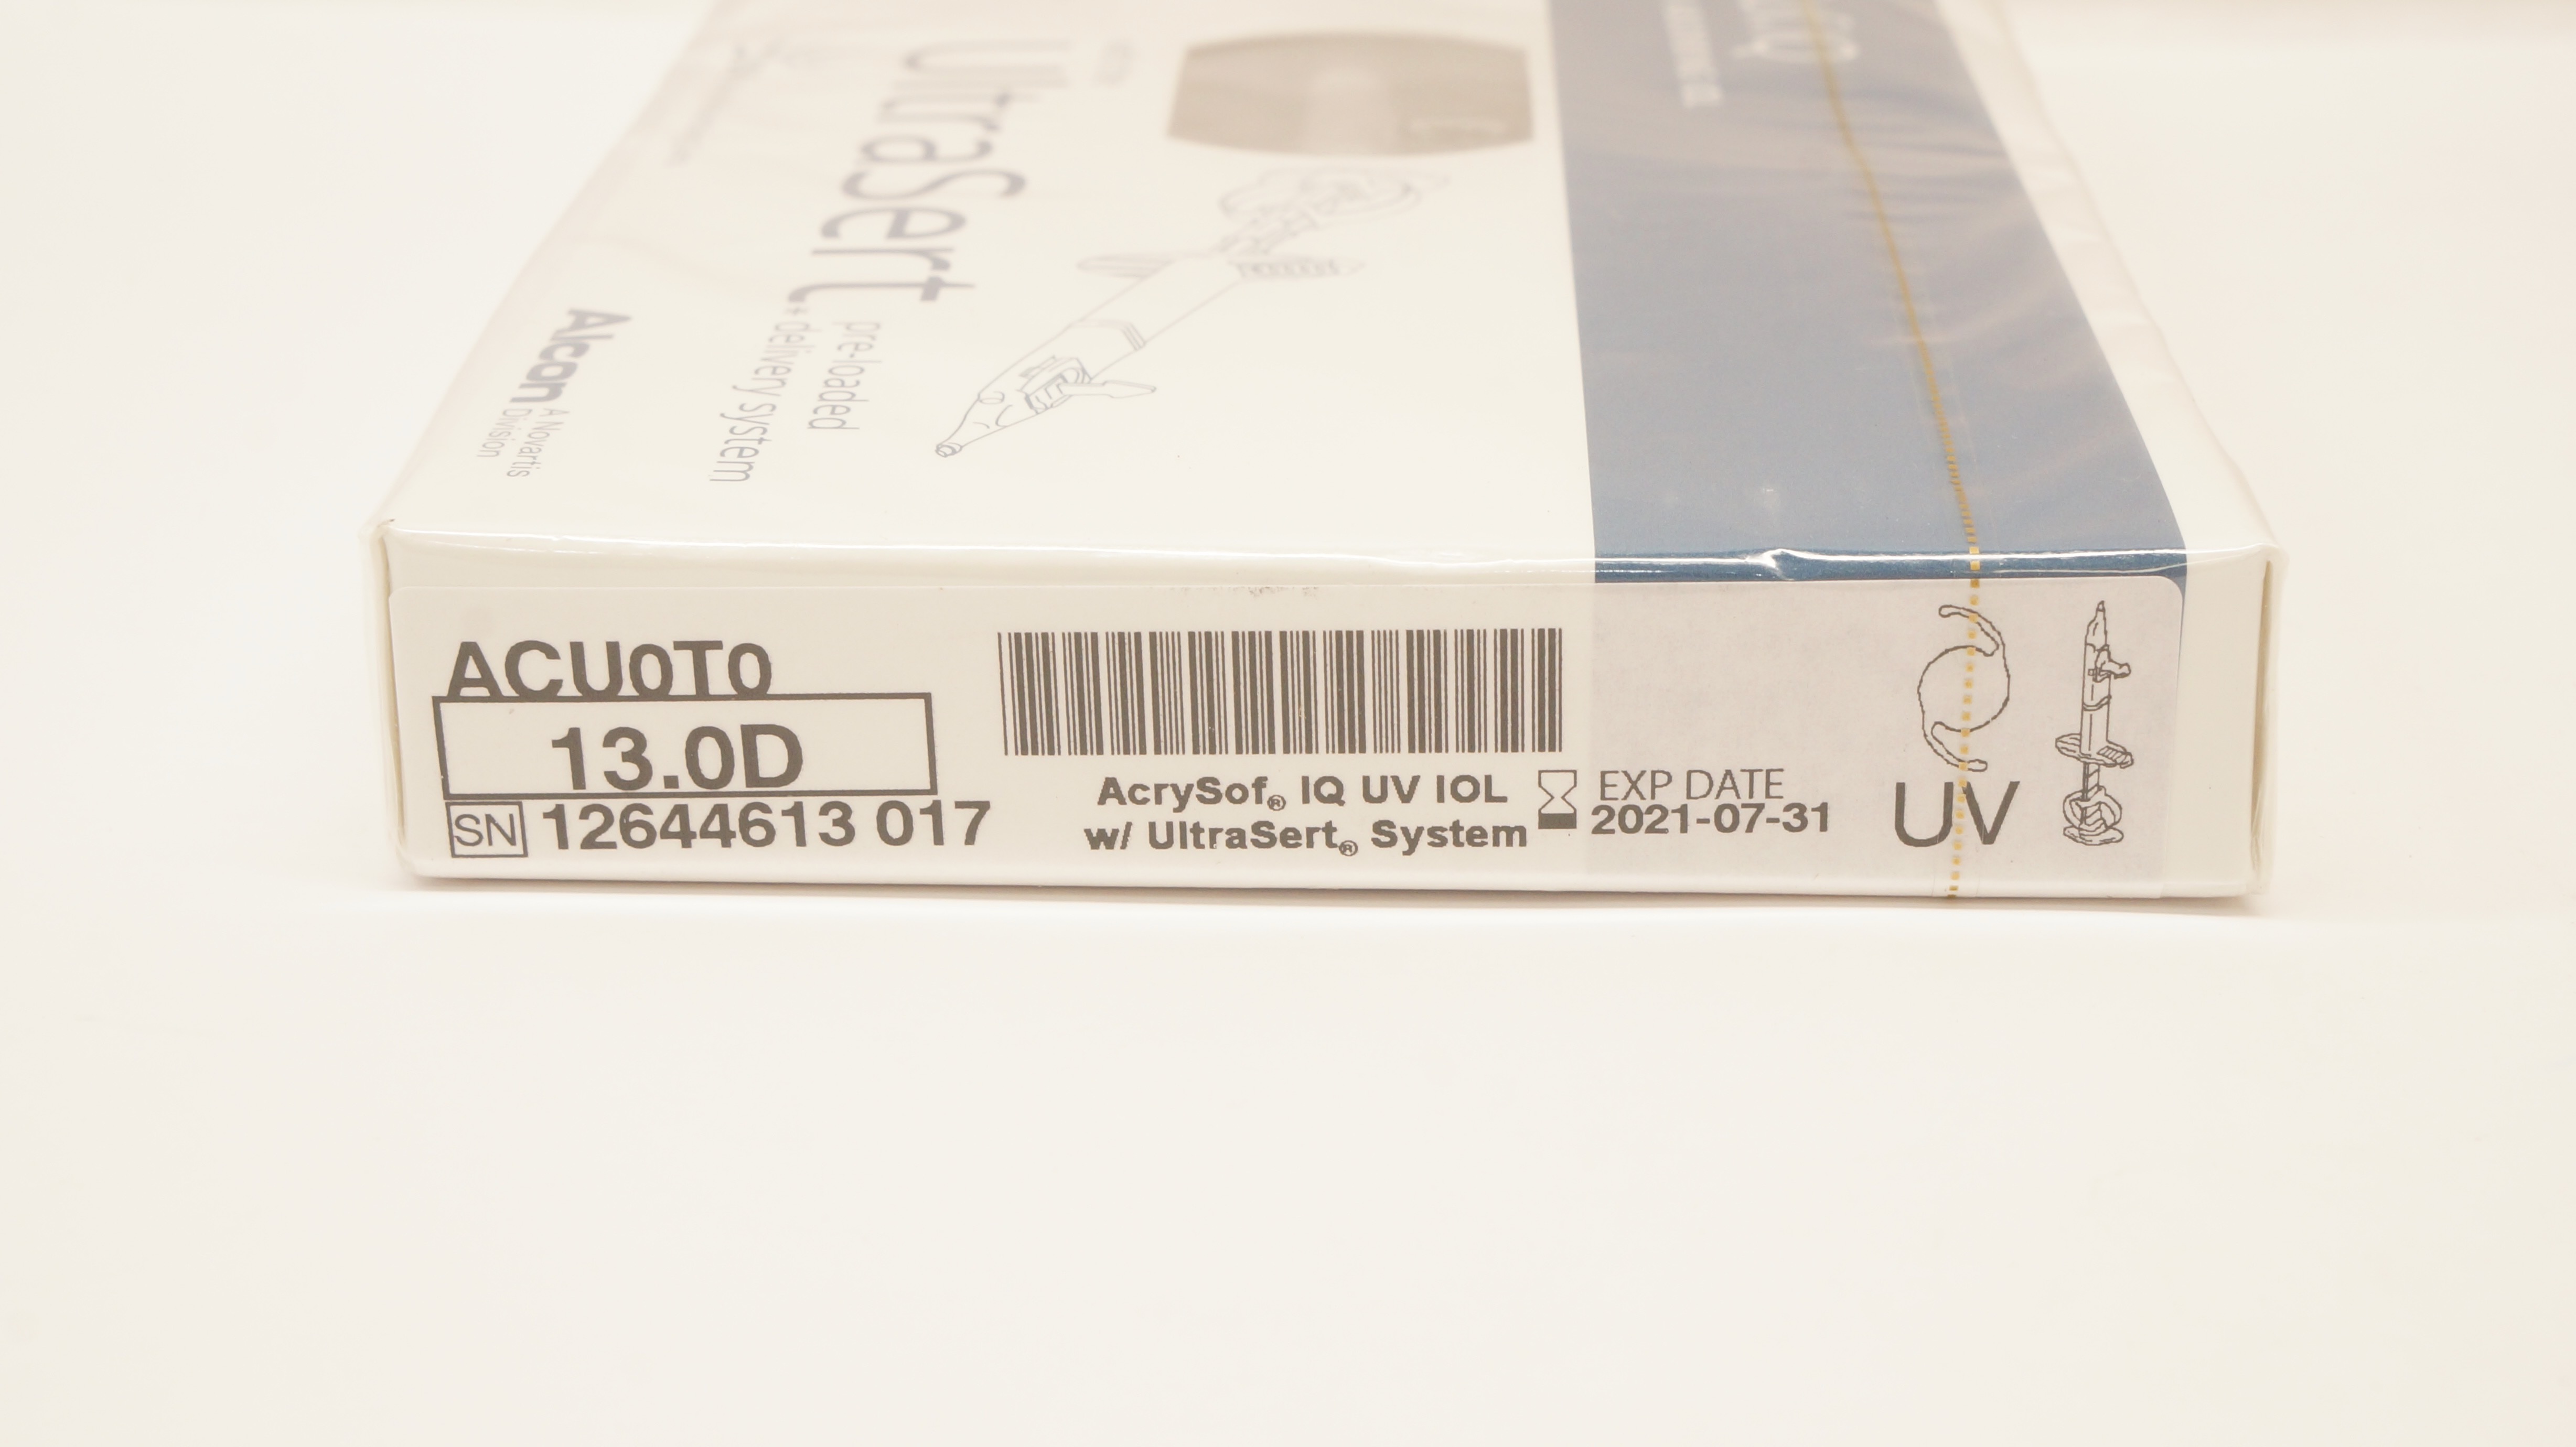 UltraSert
pre-loaded
delivery system
Alcon
A Novartis
Division
ACU0T0
13.0D
SN 12644613 017
AcrySof® IQ UV IOL
w/ UltraSert® System
EXP DATE
2021-07-31
UV